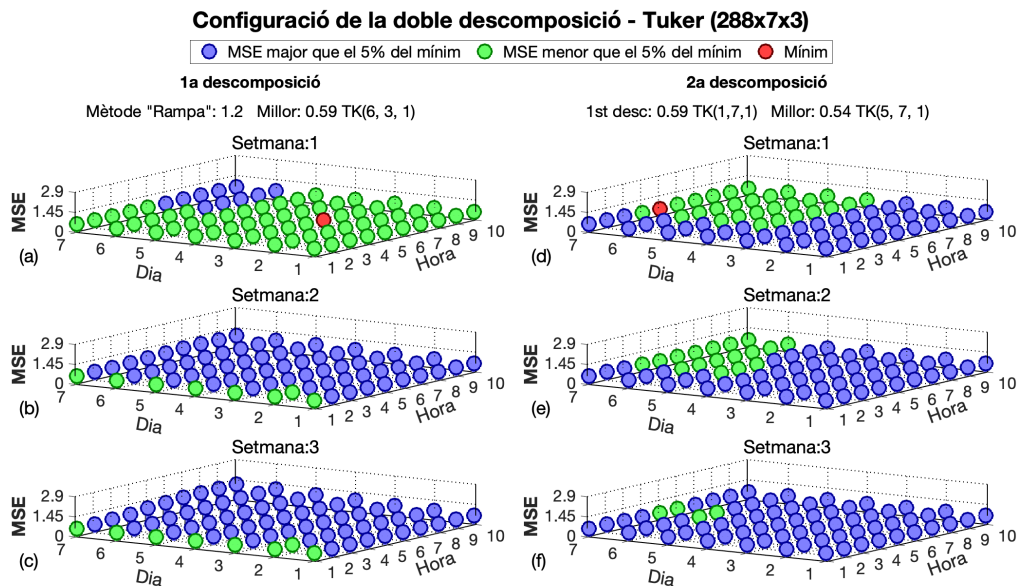 Configuració de la doble descomposició - Tuker (288x7x3)
MSE major que el 5% del mínim MSE menor que el 5% del mínim Mínim
1a descomposició
Mètode "Rampa": 1.2 Millor: 0.59 TK(6, 3, 1)
Setmana:1
MSE
2.9
1.45
0
7 6 5 4 3 2 1
Dia
1 2 3 4 5 6 7 8 9 10
Hora
(a)
Setmana:2
MSE
2.9
1.45
0
7 6 5 4 3 2 1
Dia
1 2 3 4 5 6 7 8 9 10
Hora
(b)
Setmana:3
MSE
2.9
1.45
0
7 6 5 4 3 2 1
Dia
1 2 3 4 5 6 7 8 9 10
Hora
(c)
2a descomposició
1st desc: 0.59 TK(1,7,1) Millor: 0.54 TK(5, 7, 1)
Setmana:1
MSE
2.9
1.45
0
7 6 5 4 3 2 1
Dia
1 2 3 4 5 6 7 8 9 10
Hora
(d)
Setmana:2
MSE
2.9
1.45
0
7 6 5 4 3 2 1
Dia
1 2 3 4 5 6 7 8 9 10
Hora
(e)
Setmana:3
MSE
2.9
1.45
0
7 6 5 4 3 2 1
Dia
1 2 3 4 5 6 7 8 9 10
Hora
(f)